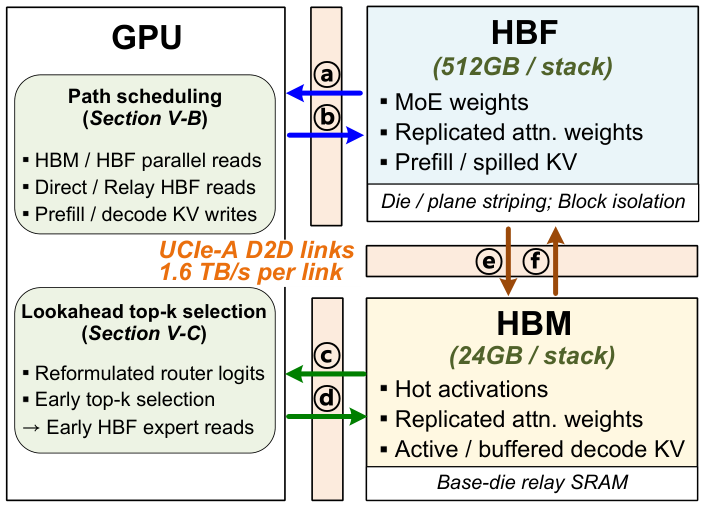 GPU
Path scheduling
(Section V-B)
▪ HBM / HBF parallel reads
▪ Direct / Relay HBF reads
▪ Prefill / decode KV writes
ⓐ
ⓑ
HBF
(512GB / stack)
▪ MoE weights
▪ Replicated attn. weights
▪ Prefill / spilled KV
Die / plane striping; Block isolation
UCIe-A D2D links
1.6 TB/s per link
ⓔ ⓕ
Lookahead top-k selection
(Section V-C)
▪ Reformulated router logits
▪ Early top-k selection
→ Early HBF expert reads
ⓒ
ⓓ
HBM
(24GB / stack)
▪ Hot activations
▪ Replicated attn. weights
▪ Active / buffered decode KV
Base-die relay SRAM